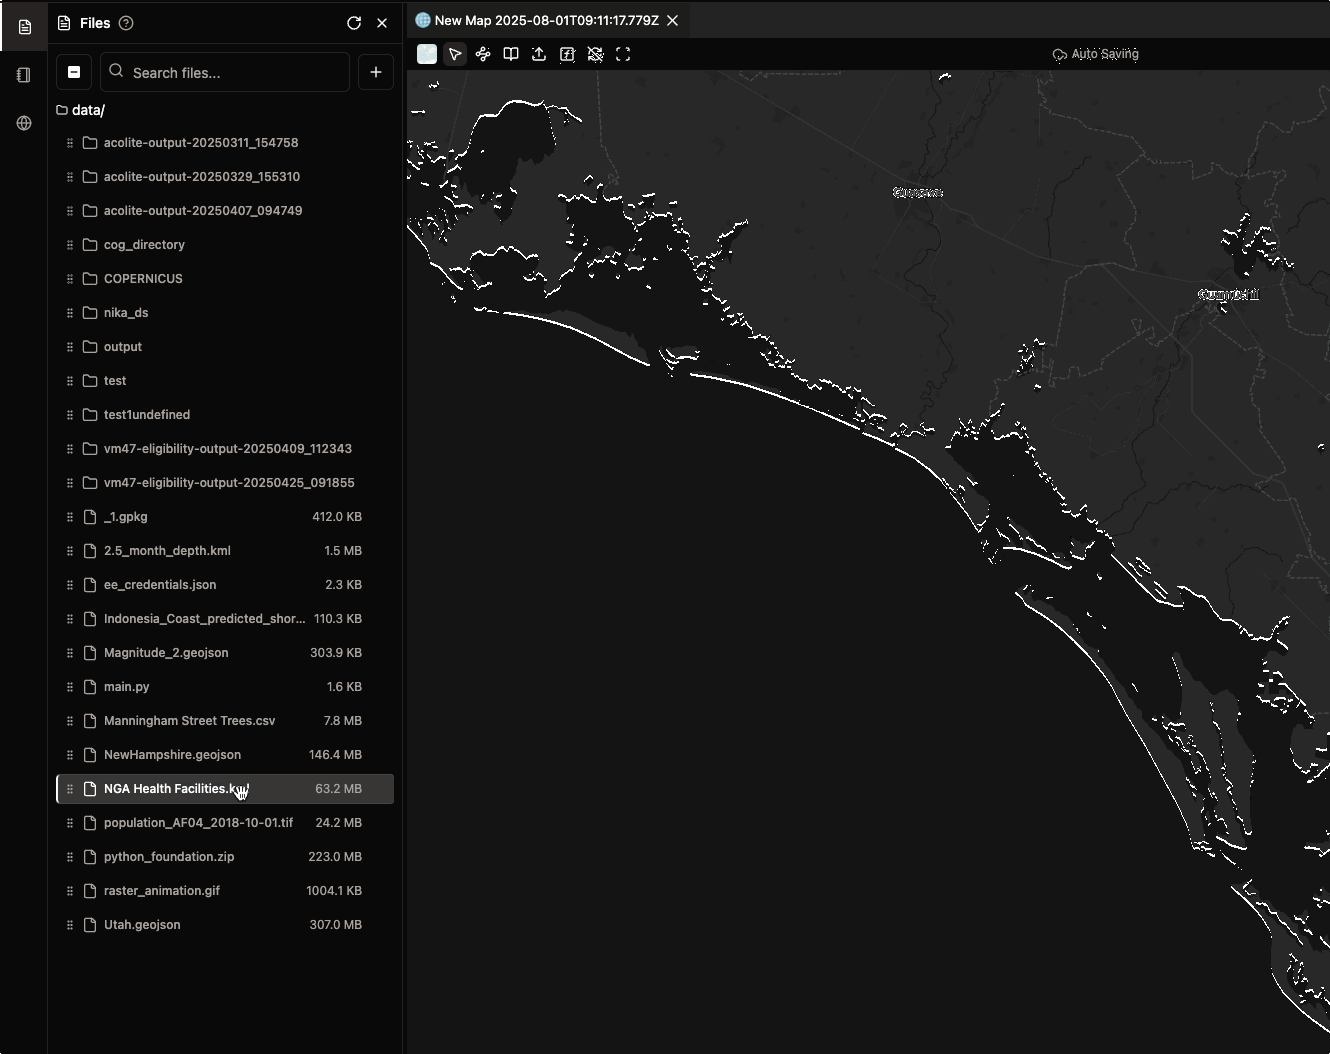 Files
New Map 2025-08-01T09:11:17.779Z
Search files...
Auto Saving
data/
acolite-output-20250311_154758
acolite-output-20250329_155310
acolite-output-20250407_094749
cog_directory
COPERNICUS
nika_ds
output
test
test1undefined
vm47-eligibility-output-20250409_112343
vm47-eligibility-output-20250425_091855
_1.gpkg 412.0 KB
2.5_month_depth.kml 1.5 MB
ee_credentials.json 2.3 KB
Indonesia_Coast_predicted_shor... 110.3 KB
Magnitude_2.geojson 303.9 KB
main.py 1.6 KB
Manningham Street Trees.csv 7.8 MB
NewHampshire.geojson 146.4 MB
NGA Health Facilities. 63.2 MB
population_AF04_2018-10-01.tif 24.2 MB
python_foundation.zip 223.0 MB
raster_animation.gif 1004.1 KB
Utah.geojson 307.0 MB